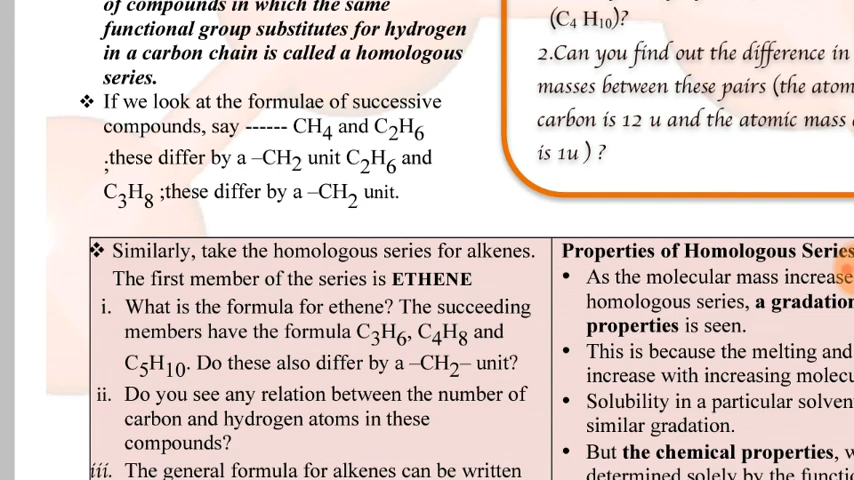 of compounds in which the same
functional group substitutes for hydrogen
in a carbon chain is called a homologous
series.
❖ If we look at the formulae of successive
compounds, say ------ CH4 and C2H6
;these differ by a –CH2 unit C2H6 and
C3H8 ;these differ by a –CH2 unit.
(C4 H10)?
2.Can you find out the difference in
masses between these pairs (the atom
carbon is 12 u and the atomic mass
is 1u ) ?
❖ Similarly, take the homologous series for alkenes.
The first member of the series is ETHENE
i. What is the formula for ethene? The succeeding
members have the formula C3H6, C4H8 and
C5H10. Do these also differ by a –CH2– unit?
ii. Do you see any relation between the number of
carbon and hydrogen atoms in these
compounds?
iii. The general formula for alkenes can be written
Properties of Homologous Series
• As the molecular mass increase
homologous series, a gradation
properties is seen.
• This is because the melting and
increase with increasing molecu
• Solubility in a particular solven
similar gradation.
• But the chemical properties, w
determined solely by the functi